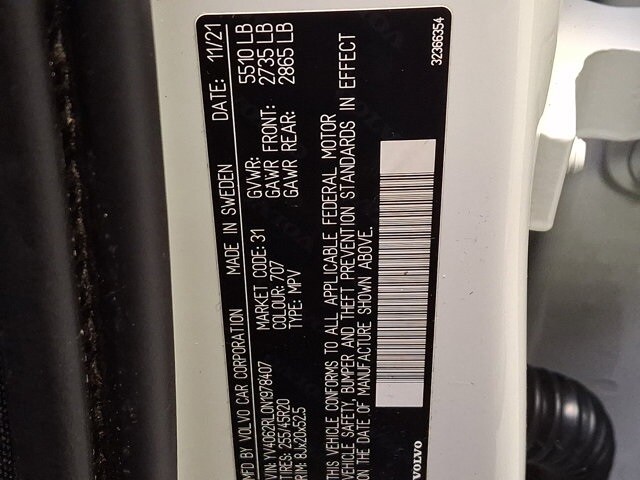 MFD BY: VOLVO CAR CORPORATION MADE IN SWEDEN DATE: 11/21
VIN: YV4062RL0N1978407 MARKET CODE: 31 GVWR: 5510 LB
TIRES: 255/45R20 COLOUR: 707 GAWR FRONT: 2735 LB
RIM: 8Jx20x52.5 TYPE: MPV GAWR REAR: 2865 LB
THIS VEHICLE CONFORMS TO ALL APPLICABLE FEDERAL MOTOR
VEHICLE SAFETY, BUMPER AND THEFT PREVENTION STANDARDS IN EFFECT
ON THE DATE OF MANUFACTURE SHOWN ABOVE.
VOLVO
32366354